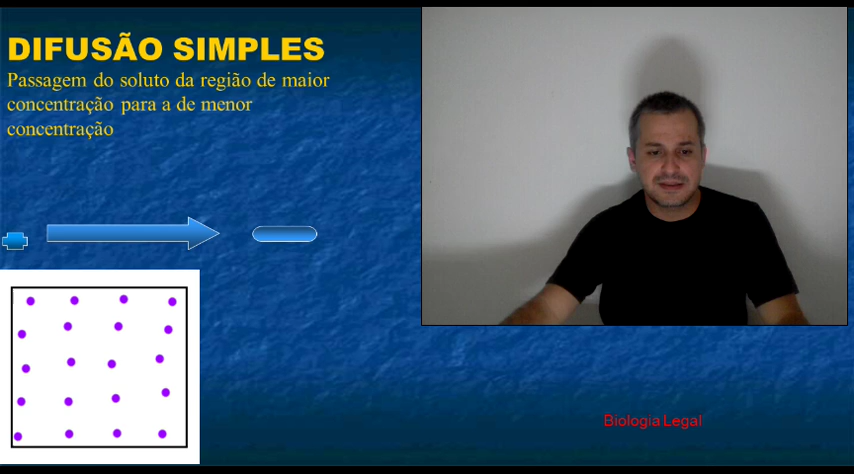 DIFUSÃO SIMPLES
Passagem do soluto da região de maior
concentração para a de menor
concentração
Biologia Legal